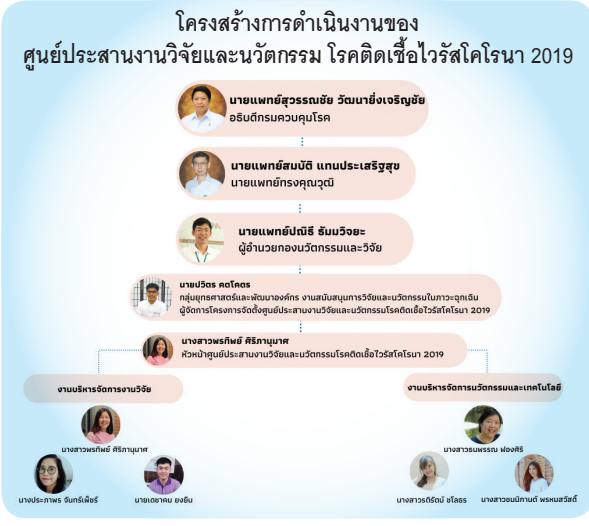 โครงสร้างการดำเนินงานของ
ศูนย์ประสานงานวิจัยและนวัตกรรม โรคติดเชื้อไวรัสโคโรนา 2019
นายแพทย์สุวรรณชัย วัฒนายิ่งเจริญชัย
อธิบดีกรมควบคุมโรค
นายแพทย์สมบัติ แทนประเสริฐสุข
นายแพทย์ทรงคุณวุฒิ
นายแพทย์ปณิธี ธัมมวิจยะ
ผู้อำนวยกองนวัตกรรมและวิจัย
นายปวิตร คตโคตร
กลุ่มยุทธศาสตร์และพัฒนาองค์กร งานสนับสนุนการวิจัยและนวัตกรรมในภาวะฉุกเฉิน
ผู้จัดการโครงการจัดตั้งศูนย์ประสานงานวิจัยและนวัตกรรมโรคติดเชื้อไวรัสโคโรนา 2019
นางสาวพรทิพย์ ศิริภานุมาศ
หัวหน้าศูนย์ประสานงานวิจัยและนวัตกรรมโรคติดเชื้อไวรัสโคโรนา 2019
งานบริหารจัดการงานวิจัย
งานบริหารจัดการนวัตกรรมและเทคโนโลยี
นางสาวพรทิพย์ ศิริภานุมาศ
นางสาวธนพรรณ ฟองศิริ
นางประภาพร จันทร์เพ็ชร์
นายเตชาคม ยงยืน
นางสาวรติรัตน์ ชโลธร
นางสาวชนนิกานต์ พรหมสวัสดิ์